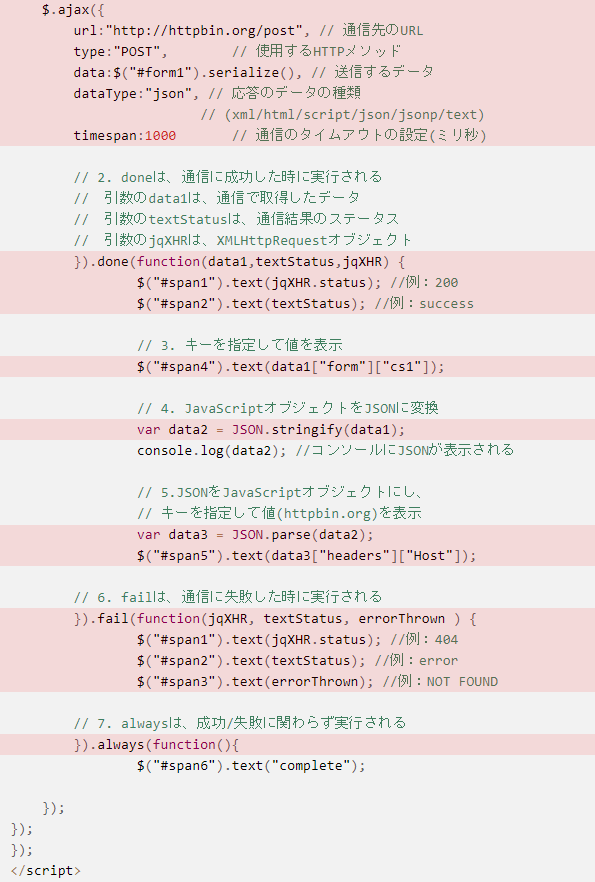 $.ajax({
url:"http://httpbin.org/post", // 通信先のURL
type:"POST", // 使用するHTTPメソッド
data:$("#form1").serialize(), // 送信するデータ
dataType:"json", // 応答のデータの種類
// (xml/html/script/json/jsonp/text)
timespan:1000 // 通信のタイムアウトの設定(ミリ秒)
// 2. doneは、通信に成功した時に実行される
// 引数のdata1は、通信で取得したデータ
// 引数のtextStatusは、通信結果のステータス
// 引数のjqXHRは、XMLHttpRequestオブジェクト
}).done(function(data1,textStatus,jqXHR) {
$("#span1").text(jqXHR.status); //例：200
$("#span2").text(textStatus); //例：success
// 3. キーを指定して値を表示
$("#span4").text(data1["form"]["cs1"]);
// 4. JavaScriptオブジェクトをJSONに変換
var data2 = JSON.stringify(data1);
console.log(data2); //コンソールにJSONが表示される
// 5.JSONをJavaScriptオブジェクトにし、
// キーを指定して値(httpbin.org)を表示
var data3 = JSON.parse(data2);
$("#span5").text(data3["headers"]["Host"]);
// 6. failは、通信に失敗した時に実行される
}).fail(function(jqXHR, textStatus, errorThrown ) {
$("#span1").text(jqXHR.status); //例：404
$("#span2").text(textStatus); //例：error
$("#span3").text(errorThrown); //例：NOT FOUND
// 7. alwaysは、成功/失敗に関わらず実行される
}).always(function(){
$("#span6").text("complete");
});
});
});
</script>